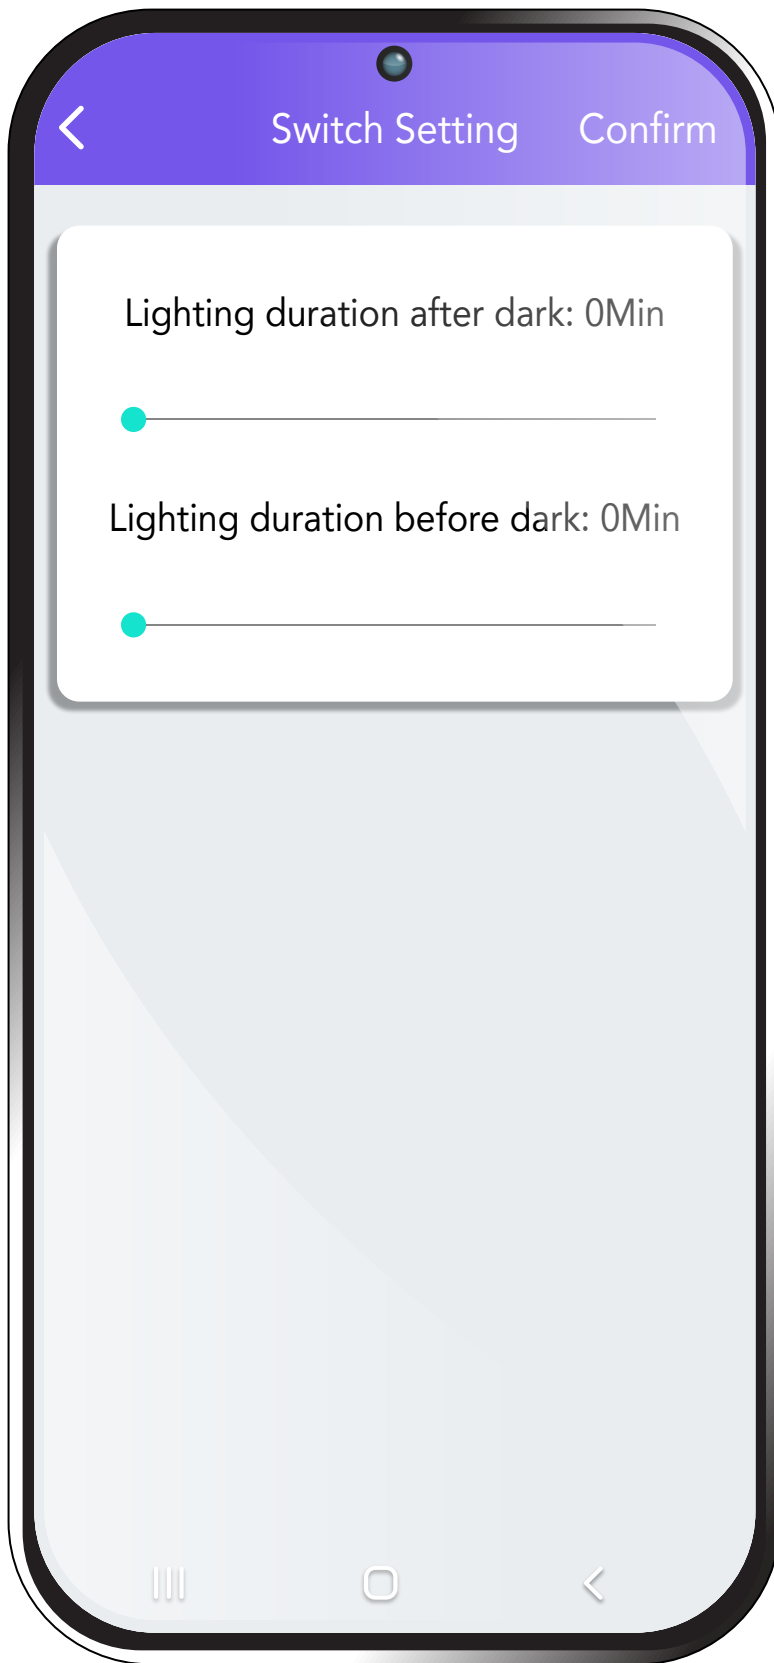 Switch Setting Confirm
Lighting duration after dark: 0Min
Lighting duration before dark: 0Min